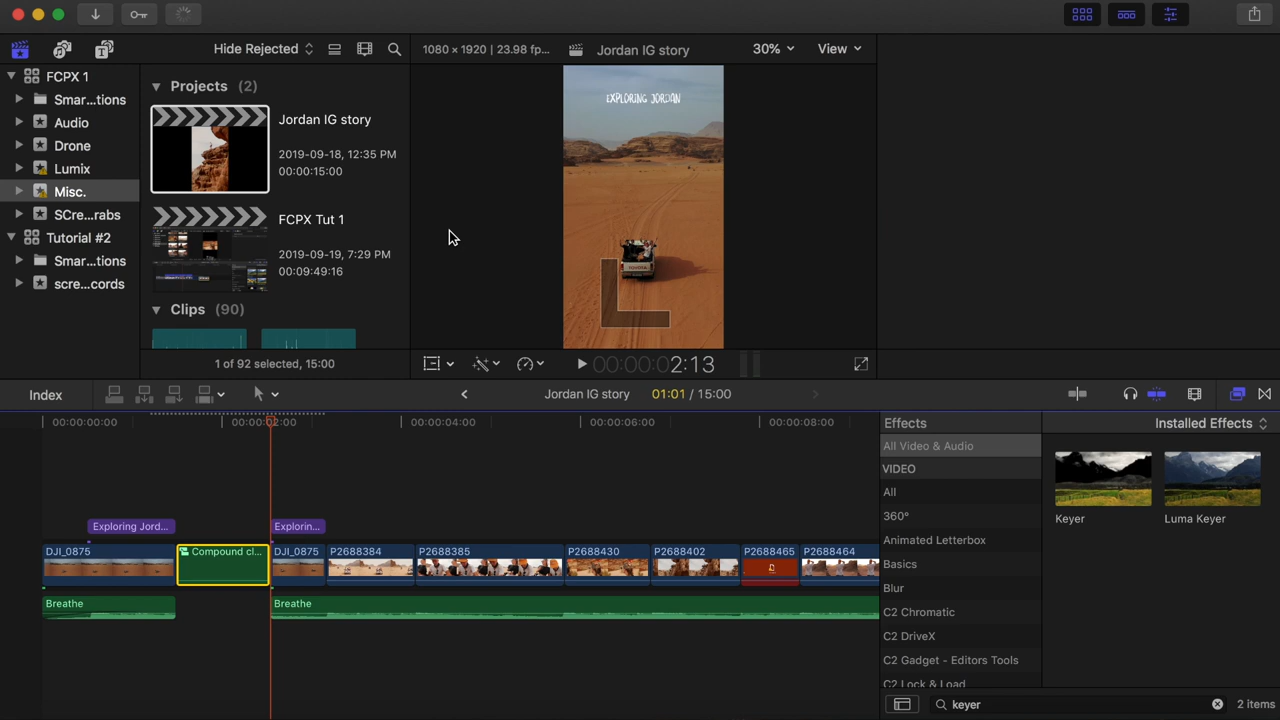 Hide Rejected
1080 × 1920 | 23.98 fp...
Jordan IG story
30%
View
FCPX 1
Smar...tions
Audio
Drone
Lumix
Misc.
SCre...rabs
Tutorial #2
Smar...tions
scre...cords
Projects (2)
Jordan IG story
2019-09-18, 12:35 PM
00:00:15:00
FCPX Tut 1
2019-09-19, 7:29 PM
00:09:49:16
Clips (90)
1 of 92 selected, 15:00
EXPLORING JORDAN
TOYOTA
00:00:00:02:13
Index
Jordan IG story
01:01 / 15:00
00:00:00:00
00:00:02:00
00:00:04:00
00:00:06:00
00:00:08:00
Exploring Jord...
Explorin...
DJI_0875
Compound cl...
DJI_0875
P2688384
P2688385
P2688430
P2688402
P2688465
P2688464
Breathe
Breathe
Effects
Installed Effects
All Video & Audio
VIDEO
All
360°
Animated Letterbox
Basics
Blur
C2 Chromatic
C2 DriveX
C2 Gadget - Editors Tools
C2 Lock & Load
Keyer
Luma Keyer
keyer
2 items